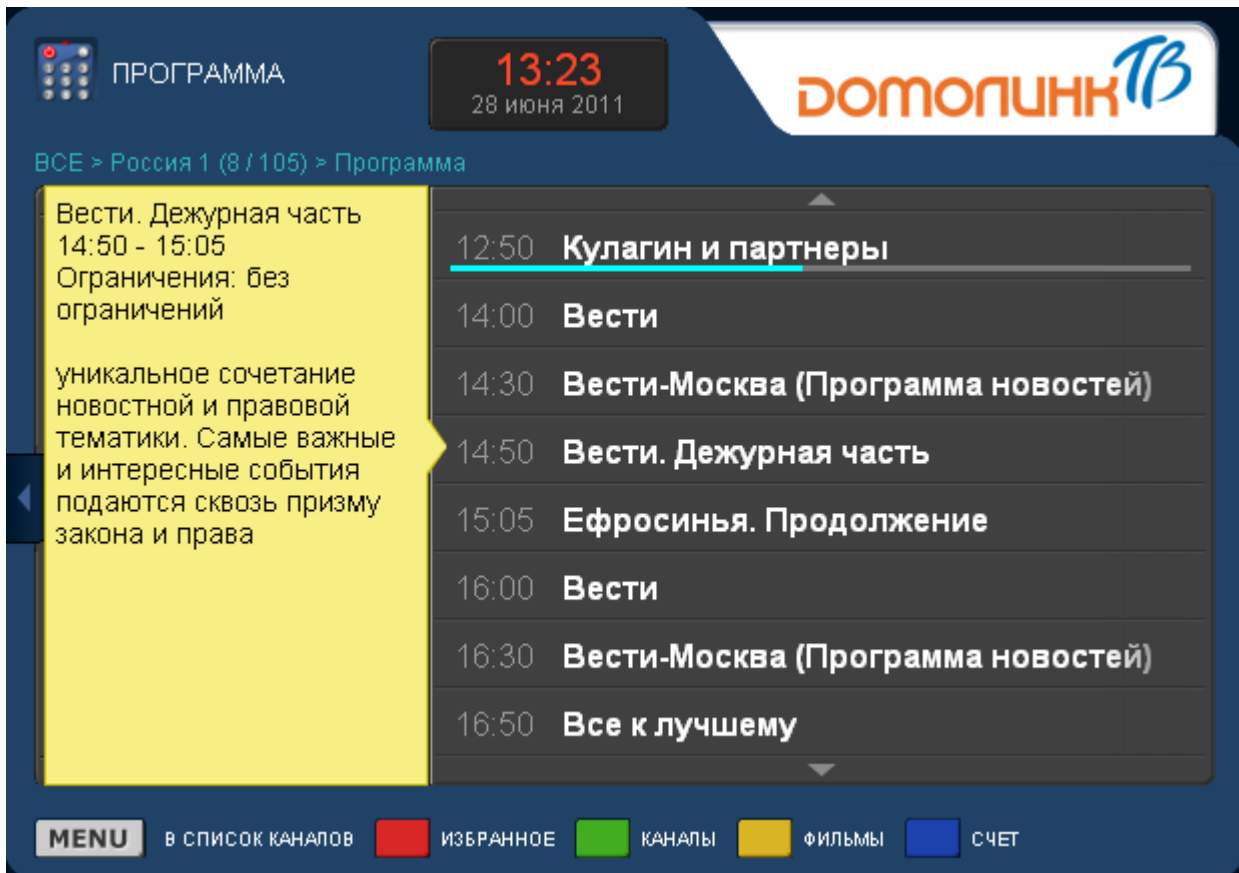 ПРОГРАММА
13:23
28 июня 2011
домолинк ТВ
ВСЕ > Россия 1 (8 / 105) > Программа
Вести. Дежурная часть
14:50 - 15:05
Ограничения: без
ограничений
уникальное сочетание
новостной и правовой
тематики. Самые важные
и интересные события
подаются сквозь призму
закона и права
12:50 Кулагин и партнеры
14:00 Вести
14:30 Вести-Москва (Программа новостей)
14:50 Вести. Дежурная часть
15:05 Ефросинья. Продолжение
16:00 Вести
16:30 Вести-Москва (Программа новостей)
16:50 Все к лучшему
MENU В СПИСОК КАНАЛОВ ИЗБРАННОЕ КАНАЛЫ ФИЛЬМЫ СЧЕТ